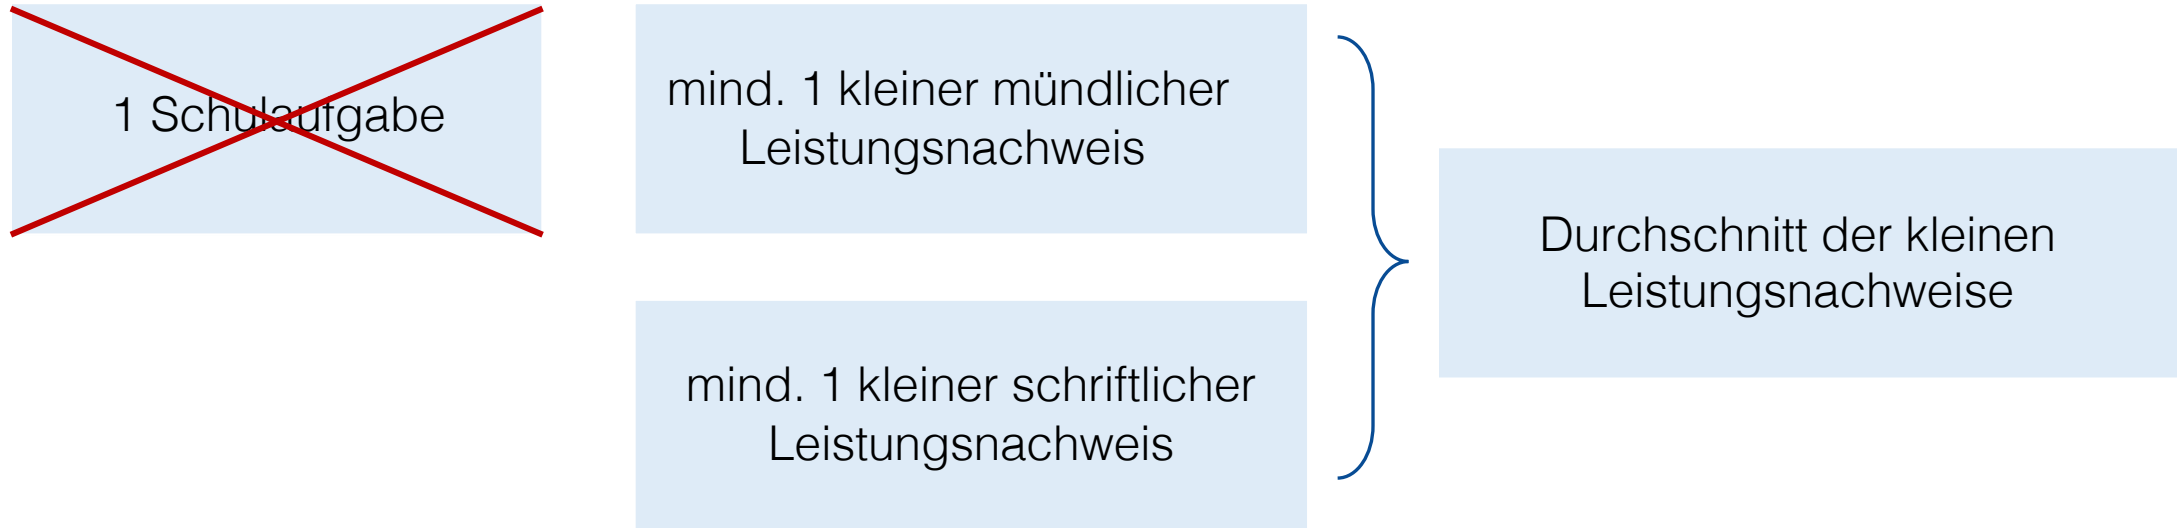 1 Schulaufgabe
mind. 1 kleiner mündlicher
Leistungsnachweis
mind. 1 kleiner schriftlicher
Leistungsnachweis
Durchschnitt der kleinen
Leistungsnachweise